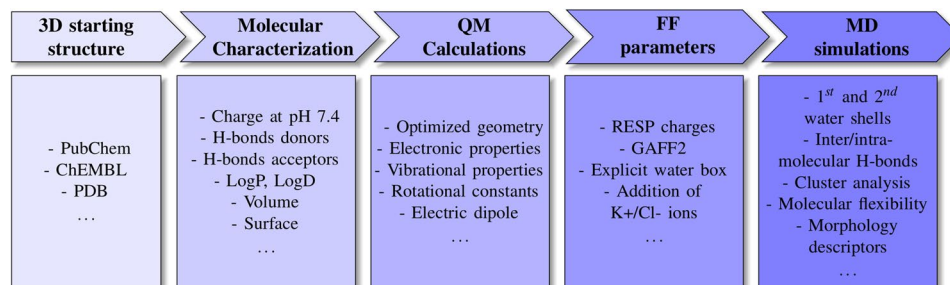 3D starting
structure
Molecular
Characterization
QM
Calculations
FF
parameters
MD
simulations
- PubChem
- ChEMBL
- PDB
...
- Charge at pH 7.4
- H-bonds donors
- H-bonds acceptors
- LogP, LogD
- Volume
- Surface
...
- Optimized geometry
- Electronic properties
- Vibrational properties
- Rotational constants
- Electric dipole
...
- RESP charges
- GAFF2
- Explicit water box
- Addition of
K+/Cl- ions
...
- 1st and 2nd
water shells
- Inter/intra-
molecular H-bonds
- Cluster analysis
- Molecular flexibility
- Morphology
descriptors
...